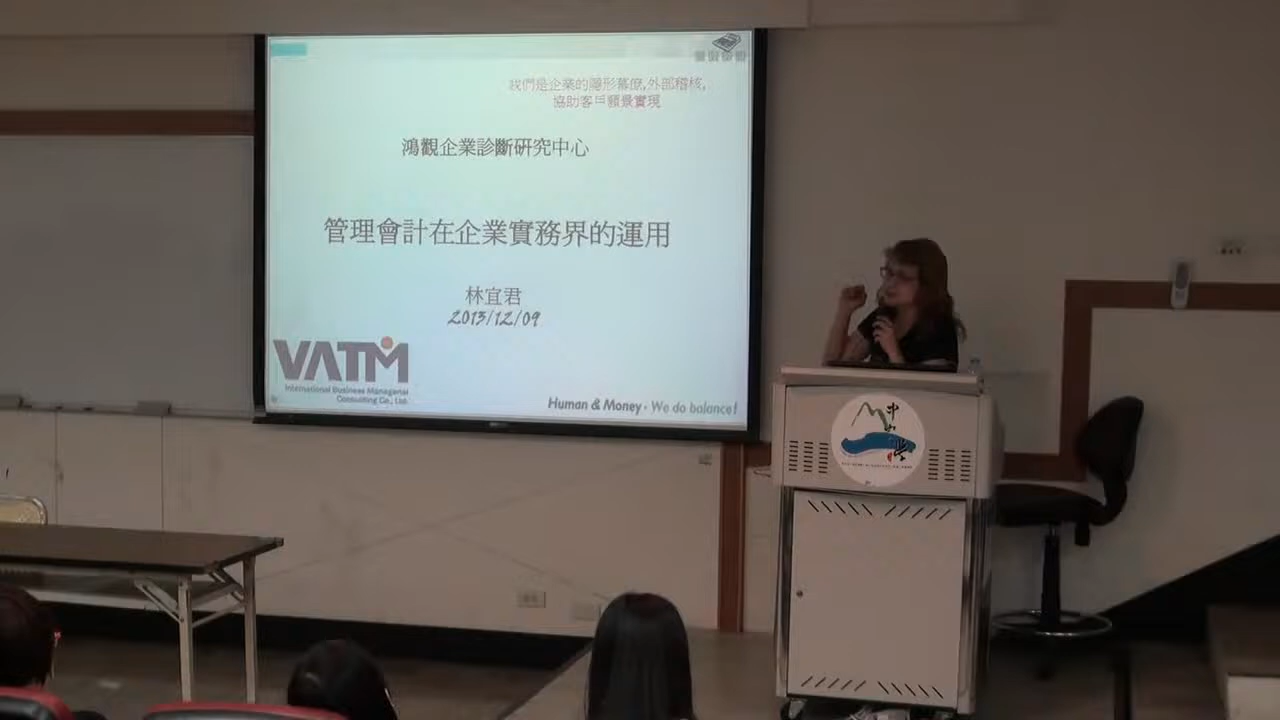 我們是企業的隱形幕僚,外部稽核,
協助客戶願景實現
鴻觀企業診斷研究中心
管理會計在企業實務界的運用
林宜君
2013/12/09
VATM
International Business Managerial
Consulting Co., Ltd.
Human & Money - We do balance!